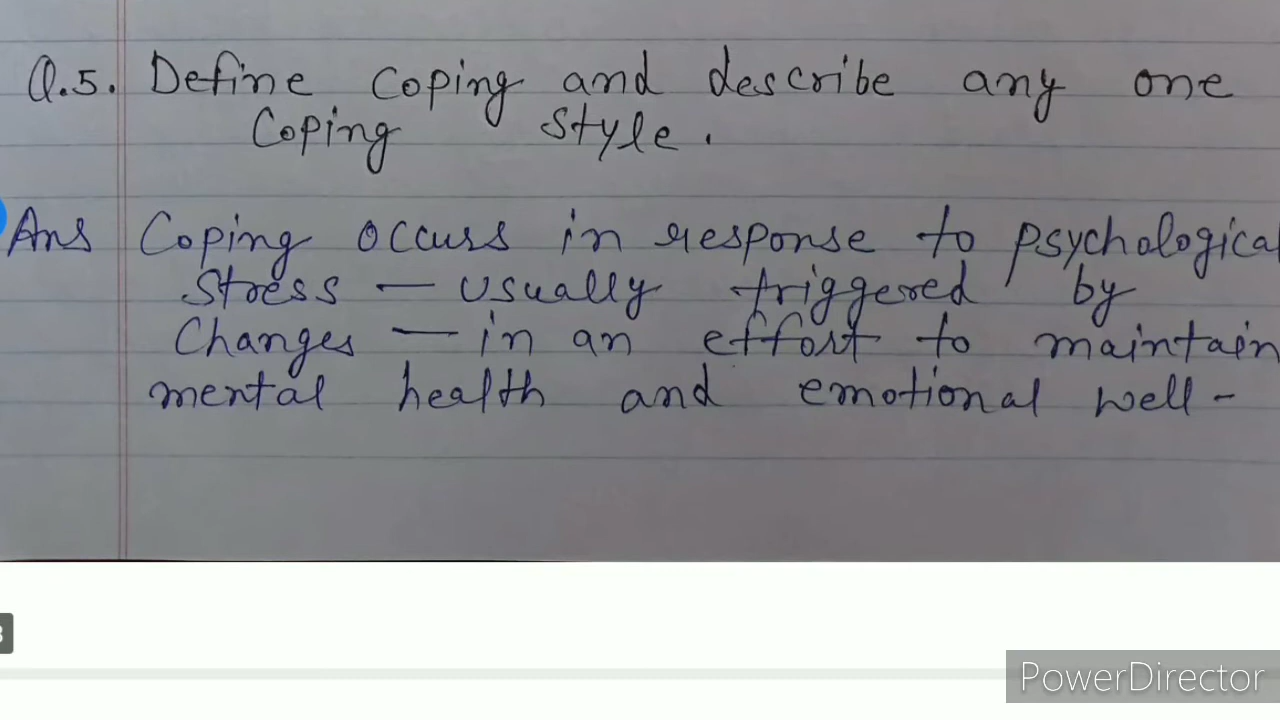 Q.5. Define Coping and describe any one
Coping Style.
Ans Coping occurs in response to psychological
Stress — usually triggered by
Changes — in an effort to maintain
mental health and emotional well-
PowerDirector